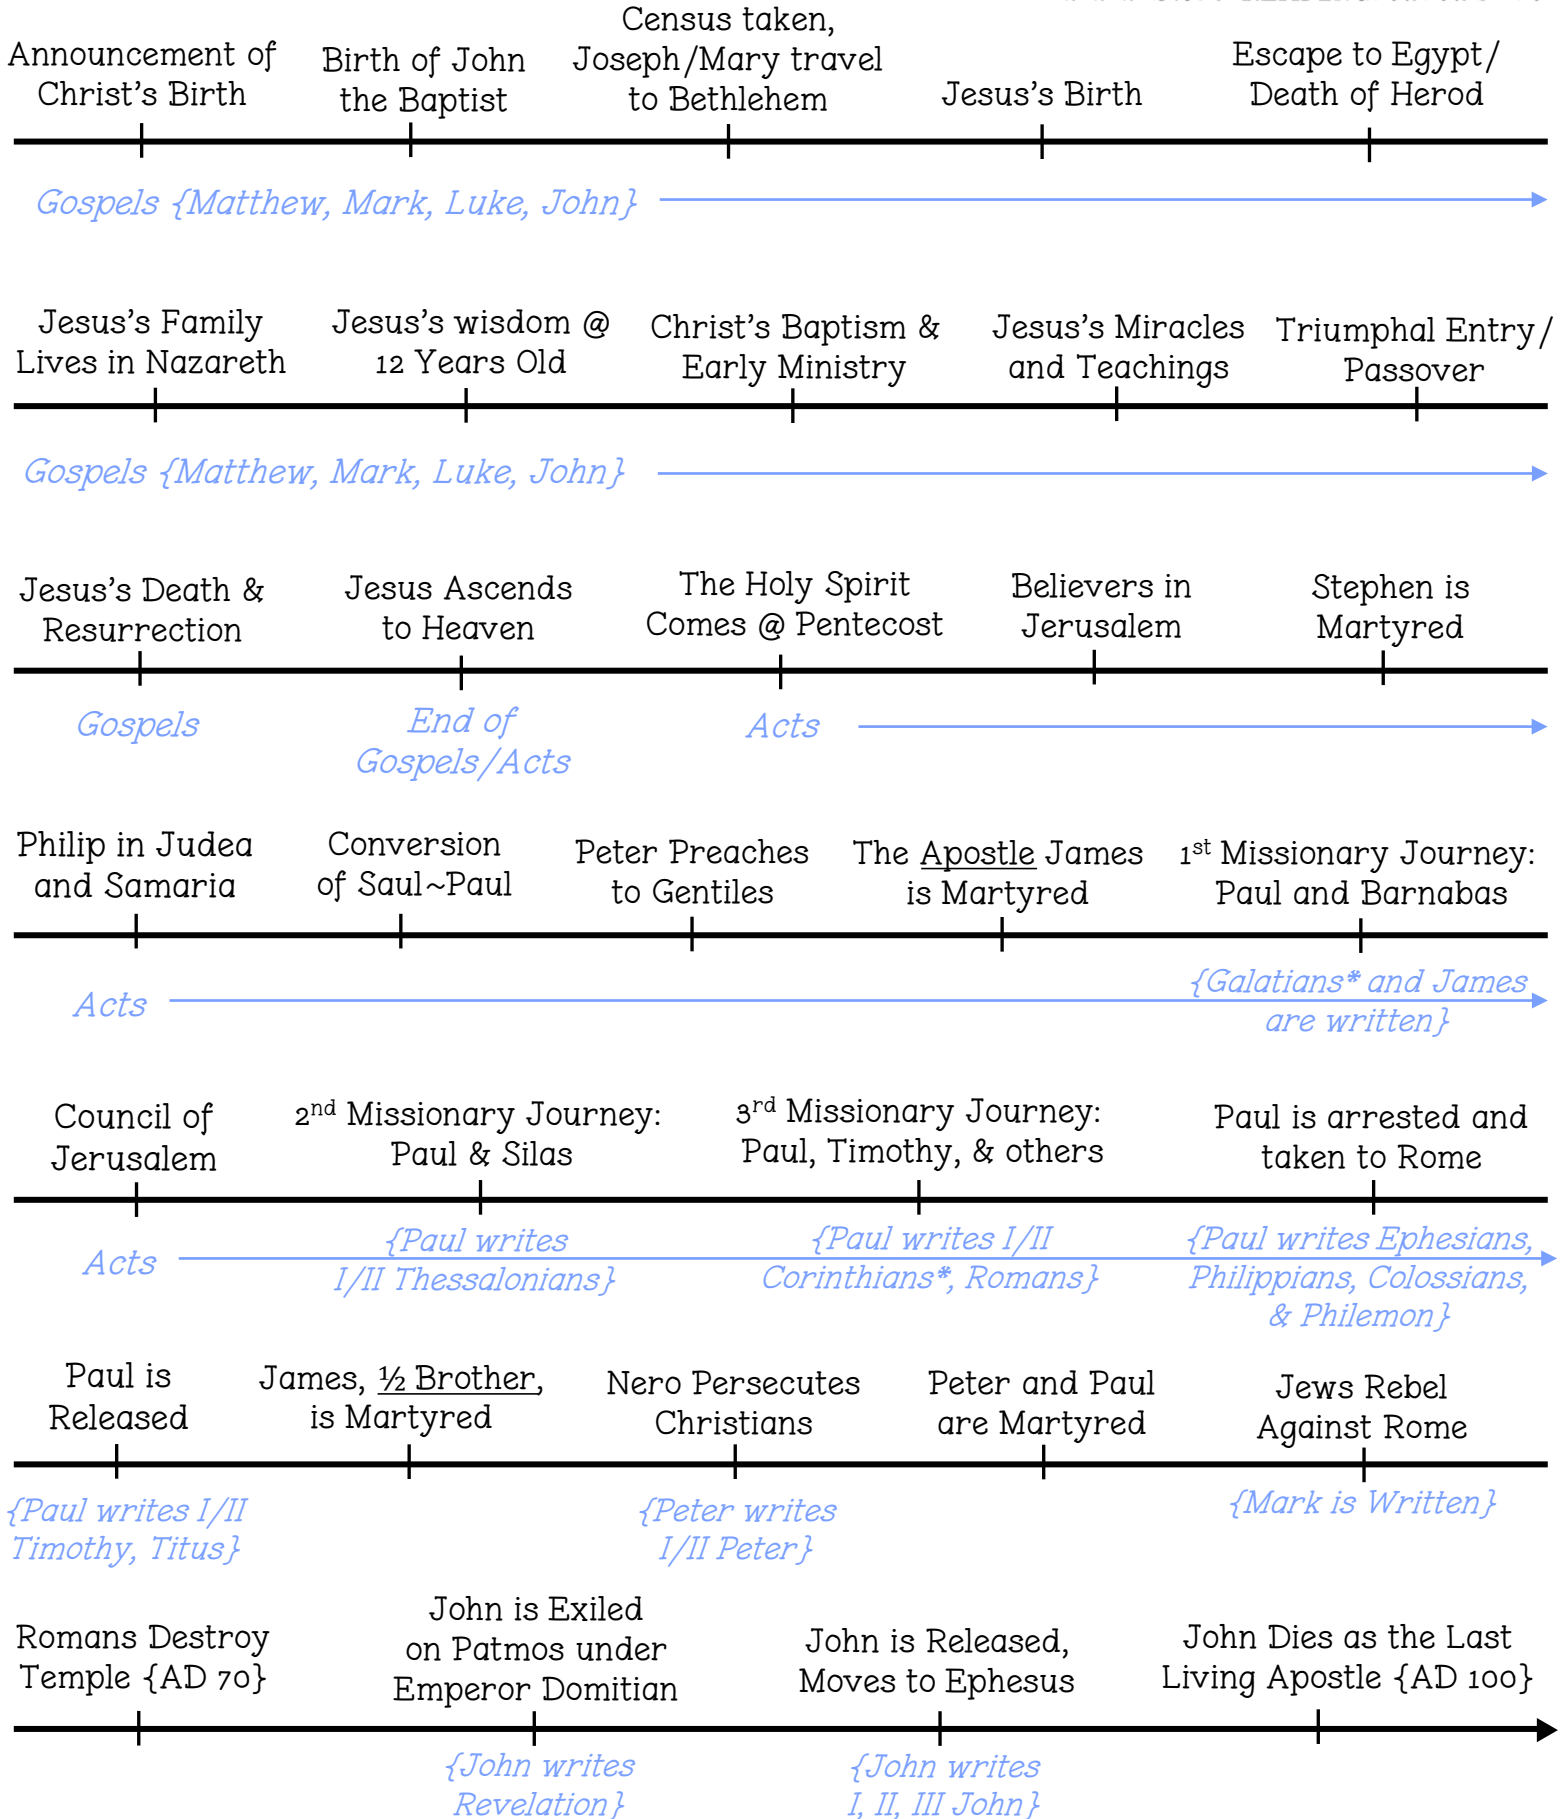 Announcement of
Christ's Birth
Birth of John
the Baptist
Census taken,
Joseph/Mary travel
to Bethlehem
Jesus's Birth
Escape to Egypt/
Death of Herod
Gospels {Matthew, Mark, Luke, John}
Jesus's Family
Lives in Nazareth
Jesus's wisdom @
12 Years Old
Christ's Baptism &
Early Ministry
Jesus's Miracles
and Teachings
Triumphal Entry/
Passover
Gospels {Matthew, Mark, Luke, John}
Jesus's Death &
Resurrection
Jesus Ascends
to Heaven
The Holy Spirit
Comes @ Pentecost
Believers in
Jerusalem
Stephen is
Martyred
Gospels
End of
Gospels/Acts
Acts
Philip in Judea
and Samaria
Conversion
of Saul~Paul
Peter Preaches
to Gentiles
The Apostle James
is Martyred
1st Missionary Journey:
Paul and Barnabas
Acts
{Galatians* and James
are written}
Council of
Jerusalem
2nd Missionary Journey:
Paul & Silas
3rd Missionary Journey:
Paul, Timothy, & others
Paul is arrested and
taken to Rome
Acts
{Paul writes
I/II Thessalonians}
{Paul writes I/II
Corinthians*, Romans}
{Paul writes Ephesians,
Philippians, Colossians,
& Philemon}
Paul is
Released
James, ½ Brother,
is Martyred
Nero Persecutes
Christians
Peter and Paul
are Martyred
Jews Rebel
Against Rome
{Paul writes I/II
Timothy, Titus}
{Peter writes
I/II Peter}
{Mark is Written}
Romans Destroy
Temple {AD 70}
John is Exiled
on Patmos under
Emperor Domitian
John is Released,
Moves to Ephesus
John Dies as the Last
Living Apostle {AD 100}
{John writes
Revelation}
{John writes
I, II, III John}